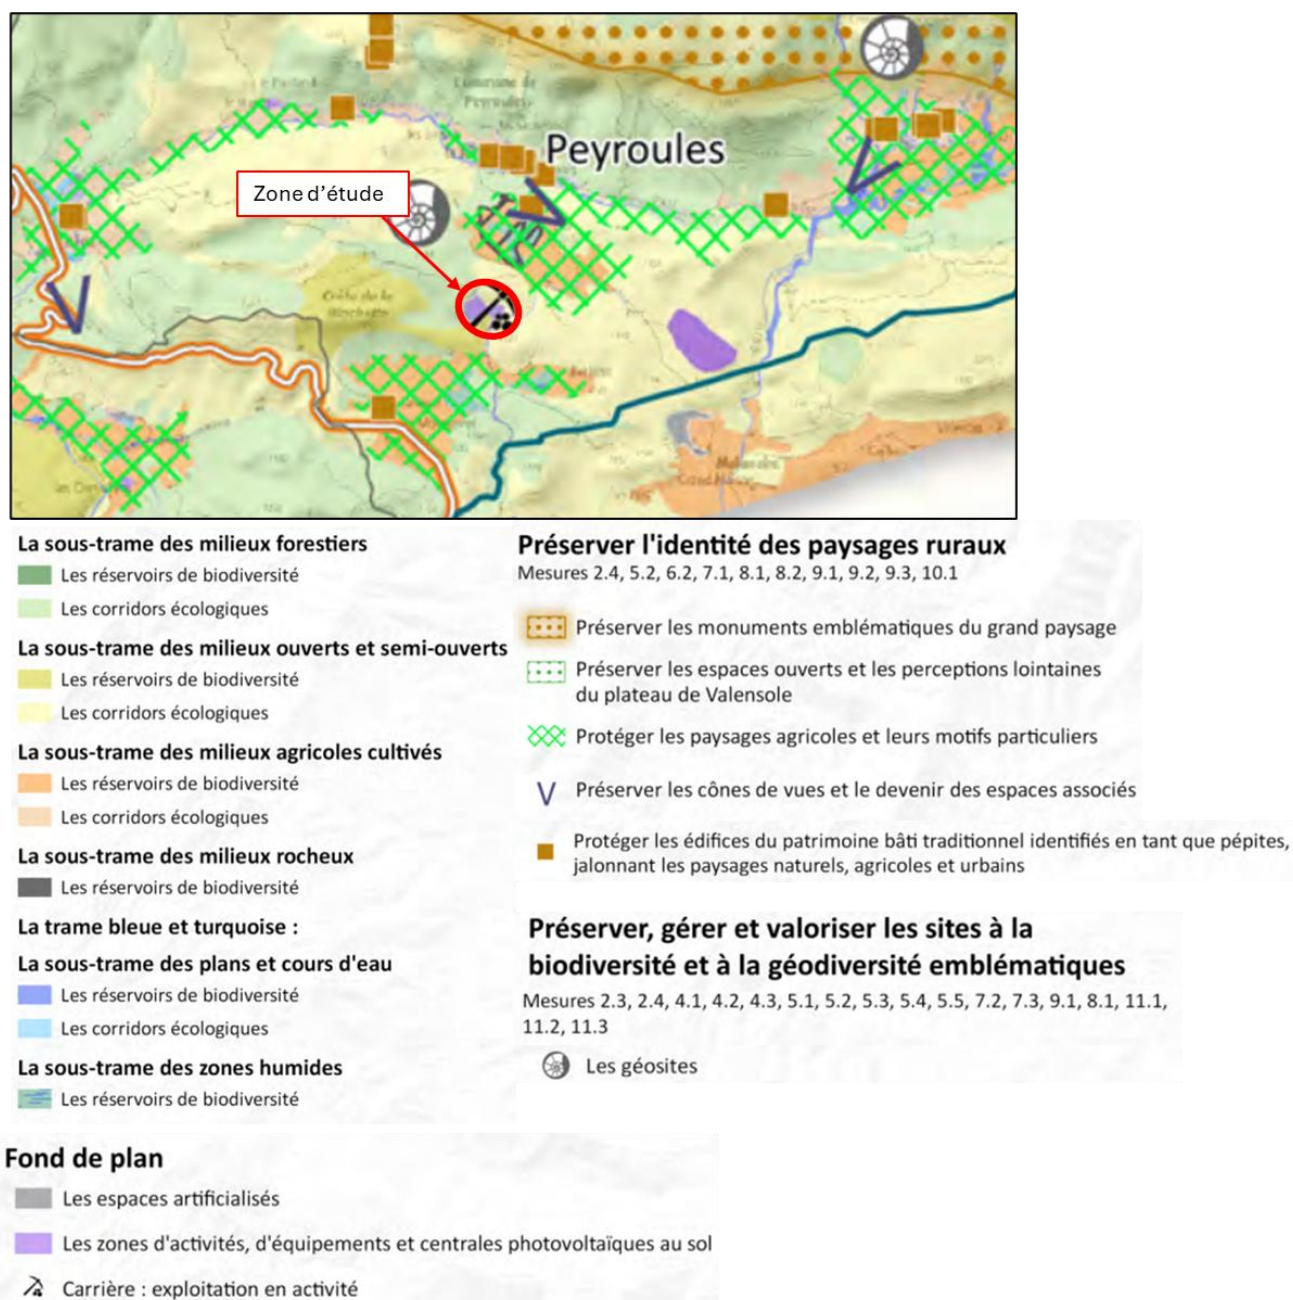 Commune de
Peyroules
Peyroules
Zone d'étude
Crête de la
La sous-trame des milieux forestiers
Les réservoirs de biodiversité
Les corridors écologiques
La sous-trame des milieux ouverts et semi-ouverts
Les réservoirs de biodiversité
Les corridors écologiques
La sous-trame des milieux agricoles cultivés
Les réservoirs de biodiversité
Les corridors écologiques
La sous-trame des milieux rocheux
Les réservoirs de biodiversité
La trame bleue et turquoise :
La sous-trame des plans et cours d'eau
Les réservoirs de biodiversité
Les corridors écologiques
La sous-trame des zones humides
Les réservoirs de biodiversité
Préserver l'identité des paysages ruraux
Mesures 2.4, 5.2, 6.2, 7.1, 8.1, 8.2, 9.1, 9.2, 9.3, 10.1
Préserver les monuments emblématiques du grand paysage
Préserver les espaces ouverts et les perceptions lointaines
du plateau de Valensole
Protéger les paysages agricoles et leurs motifs particuliers
Préserver les cônes de vues et le devenir des espaces associés
Protéger les édifices du patrimoine bâti traditionnel identifiés en tant que pépites,
jalonnant les paysages naturels, agricoles et urbains
Préserver, gérer et valoriser les sites à la
biodiversité et à la géodiversité emblématiques
Mesures 2.3, 2.4, 4.1, 4.2, 4.3, 5.1, 5.2, 5.3, 5.4, 5.5, 7.2, 7.3, 9.1, 8.1, 11.1,
11.2, 11.3
Les géosites
Fond de plan
Les espaces artificialisés
Les zones d'activités, d'équipements et centrales photovoltaïques au sol
Carrière : exploitation en activité